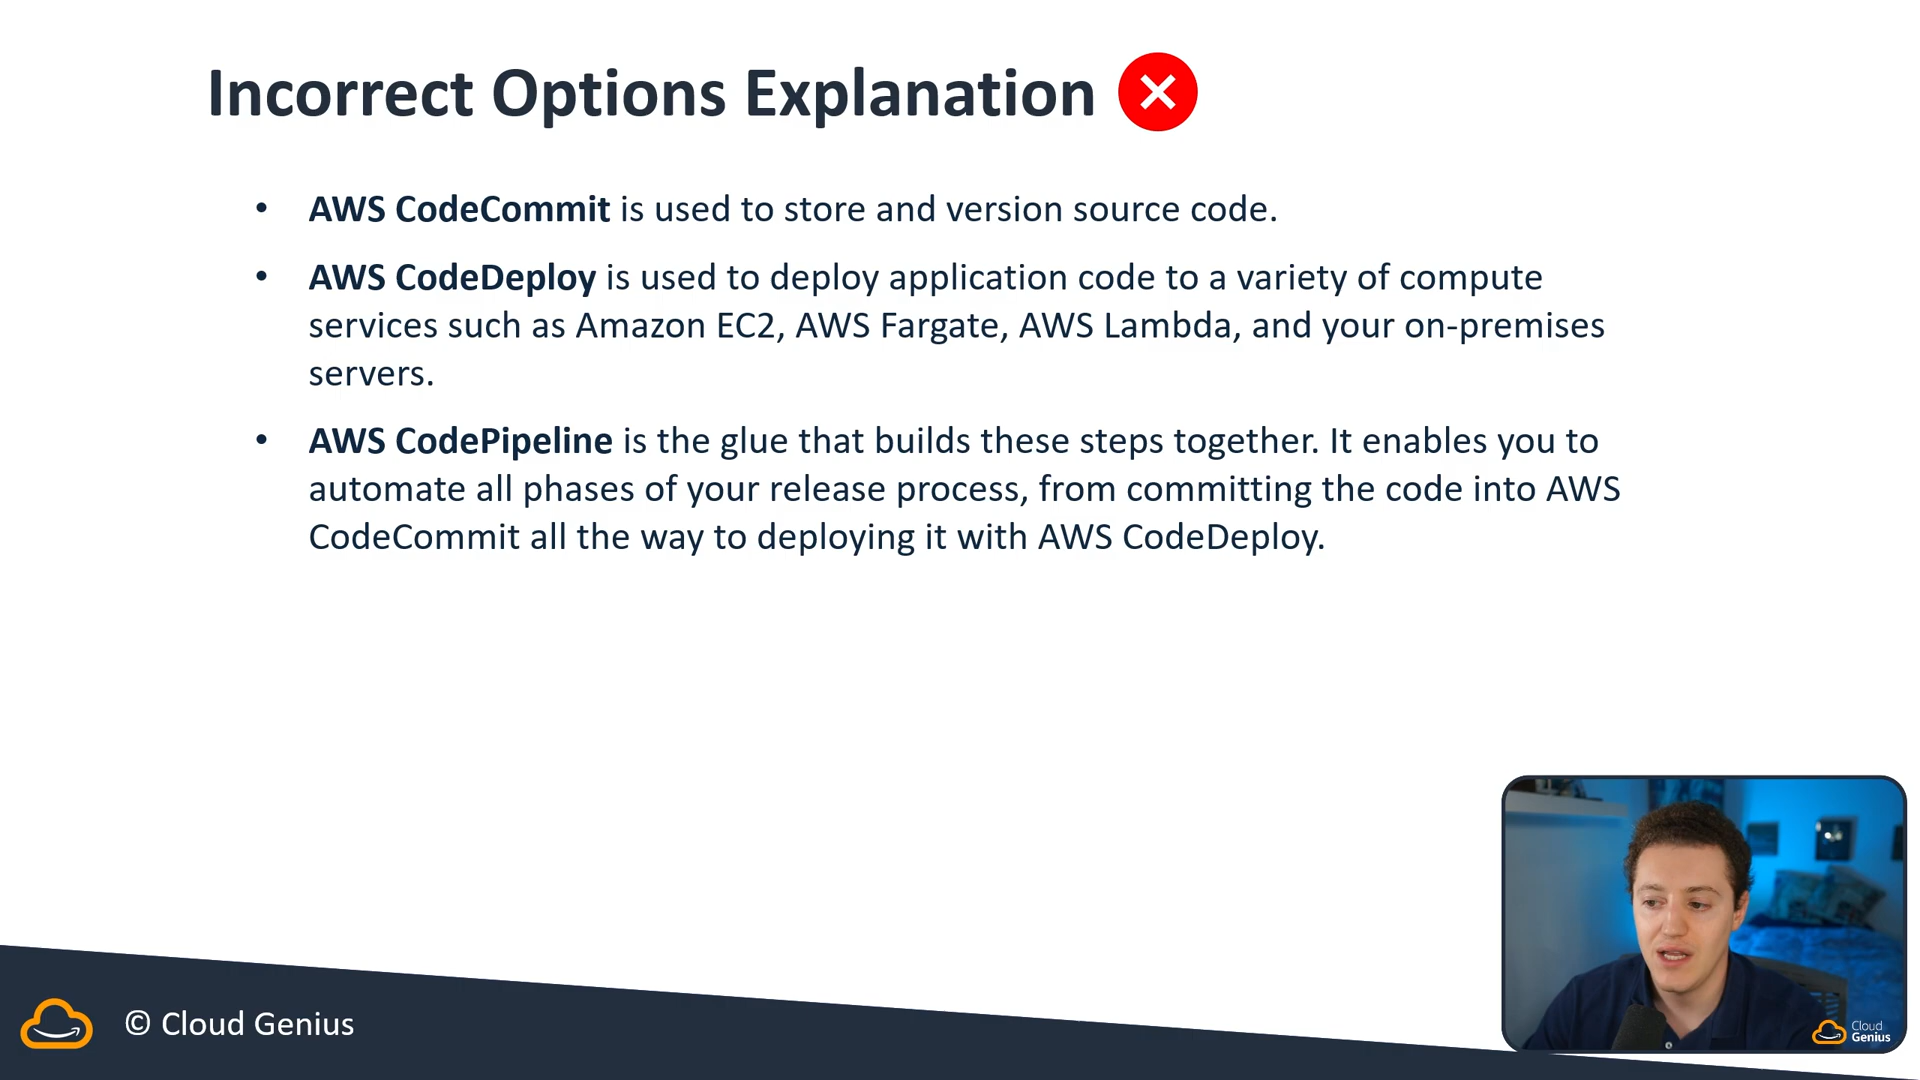 Incorrect Options Explanation
• AWS CodeCommit is used to store and version source code.
• AWS CodeDeploy is used to deploy application code to a variety of compute
services such as Amazon EC2, AWS Fargate, AWS Lambda, and your on-premises
servers.
• AWS CodePipeline is the glue that builds these steps together. It enables you to
automate all phases of your release process, from committing the code into AWS
CodeCommit all the way to deploying it with AWS CodeDeploy.
© Cloud Genius
Cloud
Genius